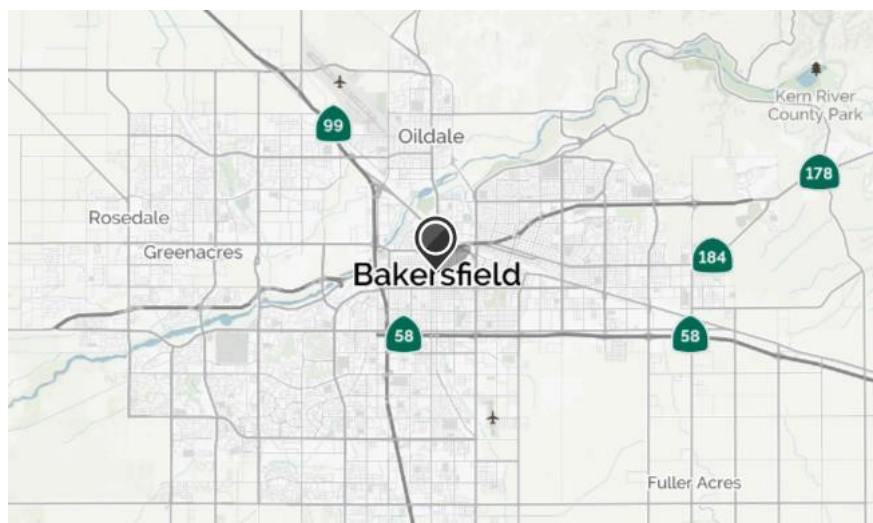 99
Oildale
Kern River
County Park
178
Rosedale
Greenacres
184
Bakersfield
58
58
Fuller Acres